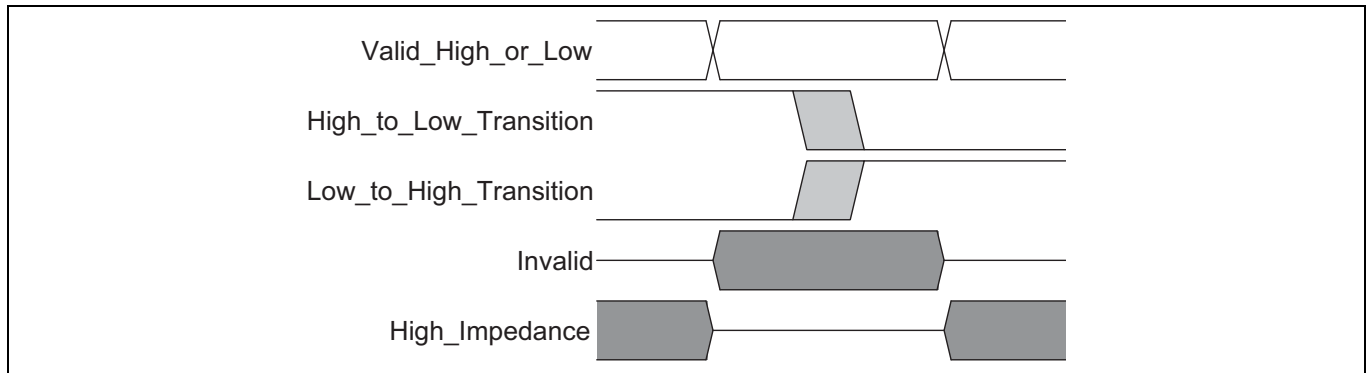 Valid_High_or_Low
High_to_Low_Transition
Low_to_High_Transition
Invalid
High_Impedance